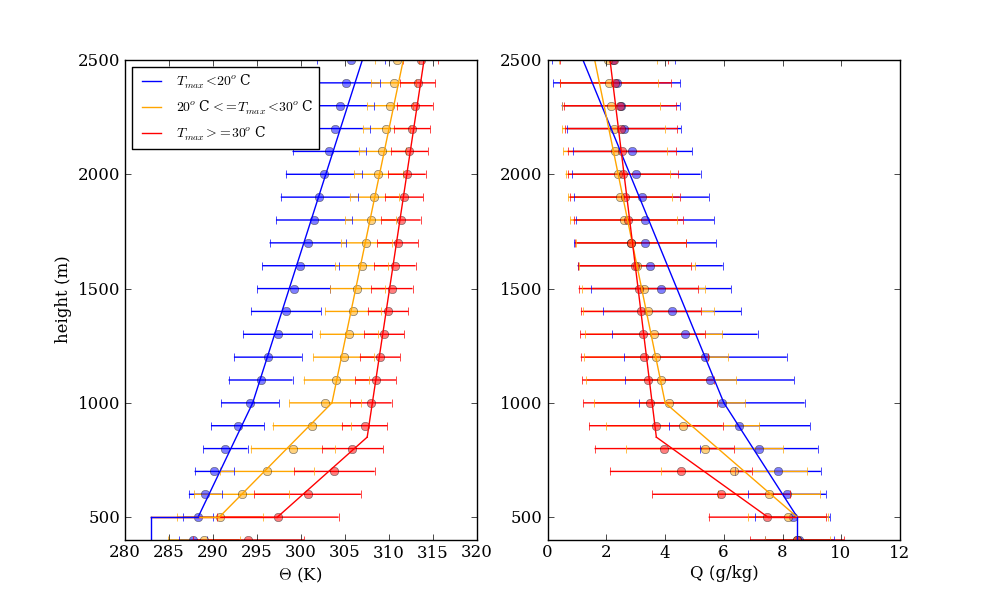 2500
2000
1500
1000
500
height (m)
T_max<20° C
20° C <=T_max<30° C
T_max>=30° C
280 285 290 295 300 305 310 315 320
Θ (K)
2500
2000
1500
1000
500
0 2 4 6 8 10 12
Q (g/kg)